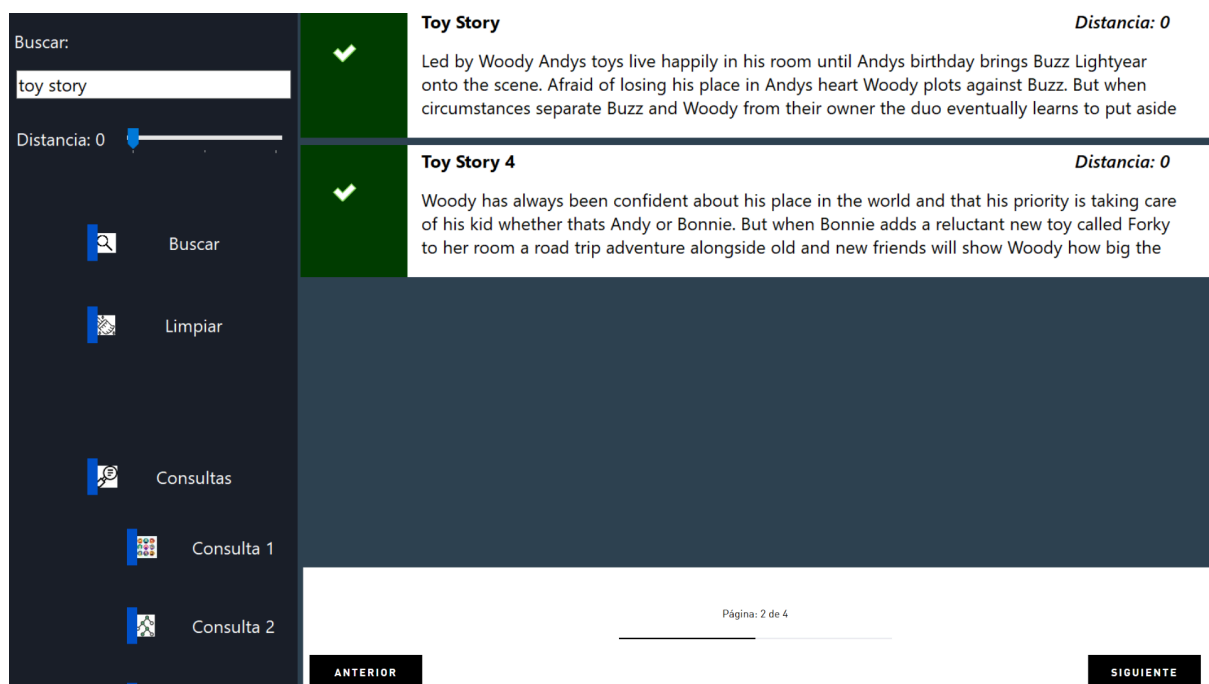 Buscar:
toy story
Distancia: 0
Buscar
Limpiar
Consultas
Consulta 1
Consulta 2
Toy Story
Distancia: 0
Led by Woody Andys toys live happily in his room until Andys birthday brings Buzz Lightyear
onto the scene. Afraid of losing his place in Andys heart Woody plots against Buzz. But when
circumstances separate Buzz and Woody from their owner the duo eventually learns to put aside
Toy Story 4
Distancia: 0
Woody has always been confident about his place in the world and that his priority is taking care
of his kid whether thats Andy or Bonnie. But when Bonnie adds a reluctant new toy called Forky
to her room a road trip adventure alongside old and new friends will show Woody how big the
Página: 2 de 4
ANTERIOR
SIGUIENTE